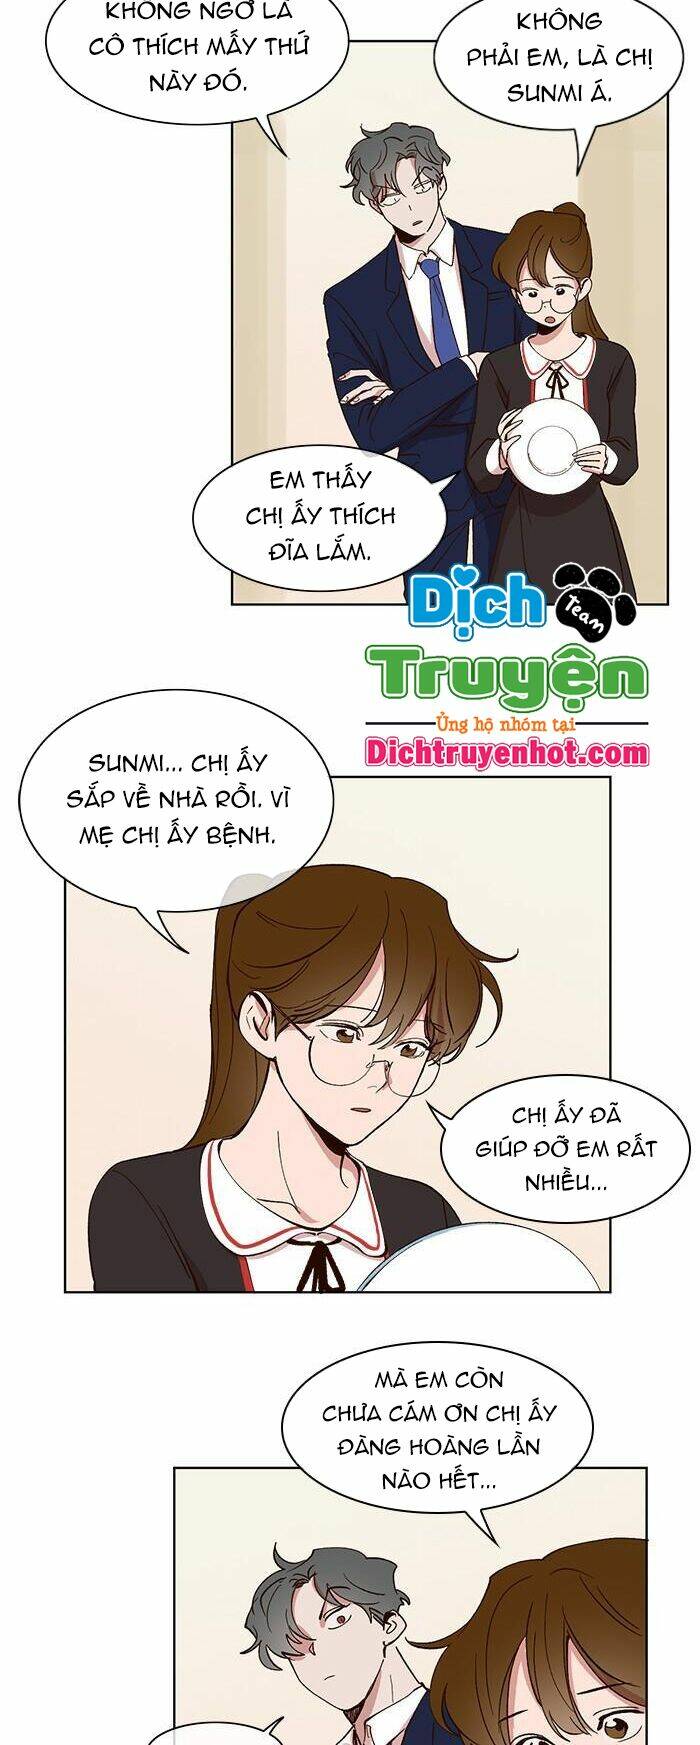 KHÔNG NGỜ LÀ
CÔ THÍCH MẤY THỨ
NÀY ĐÓ.
KHÔNG
PHẢI EM, LÀ CHỊ
SUNMI Á.
EM THẤY
CHỊ ẤY THÍCH
ĐĨA LẮM.
Dịch
Team
Truyện
Ủng hộ nhóm tại
Dichtruyenhot.com
SUNMI... CHỊ ẤY
SẮP VỀ NHÀ RỒI. VÌ
MẸ CHỊ ẤY BỆNH.
CHỊ ẤY ĐÃ
GIÚP ĐỠ EM RẤT
NHIỀU...
MÀ EM CÒN
CHƯA CÁM ƠN CHỊ ẤY
ĐÀNG HOÀNG LẦN
NÀO HẾT...